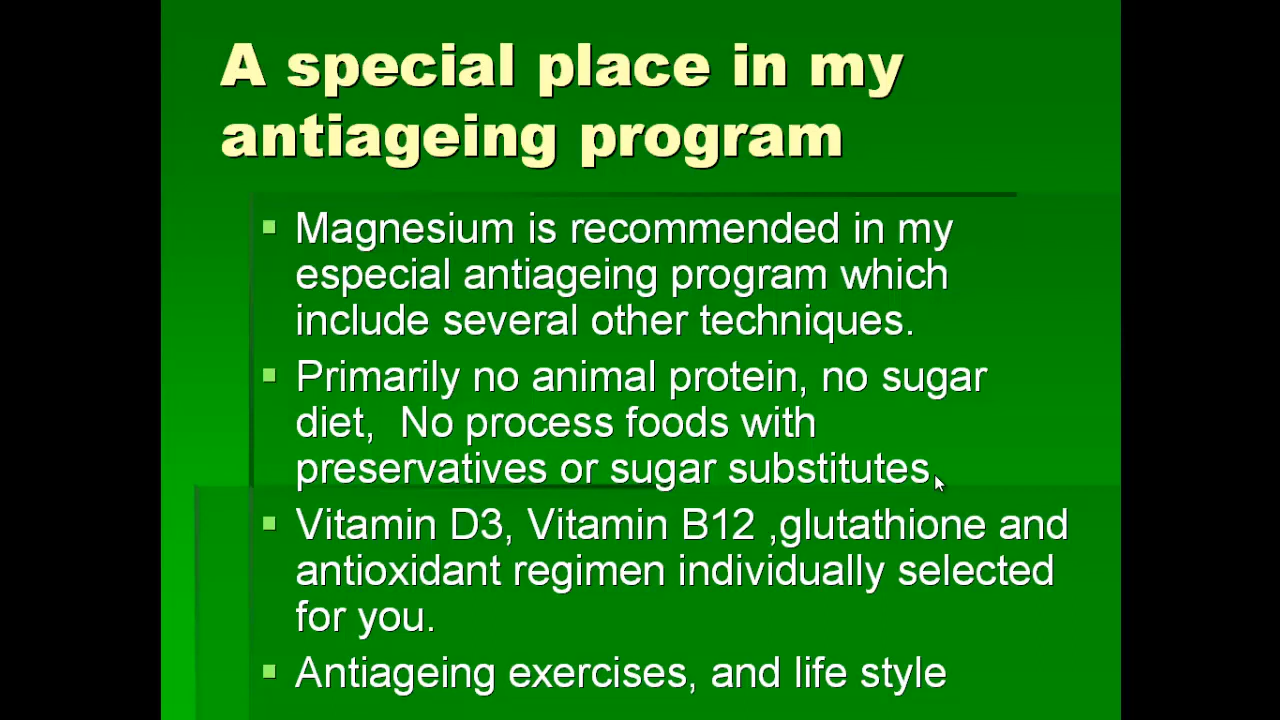 A special place in my
antiageing program
Magnesium is recommended in my
especial antiageing program which
include several other techniques.
Primarily no animal protein, no sugar
diet,  No process foods with
preservatives or sugar substitutes.
Vitamin D3, Vitamin B12 ,glutathione and
antioxidant regimen individually selected
for you.
Antiageing exercises, and life style